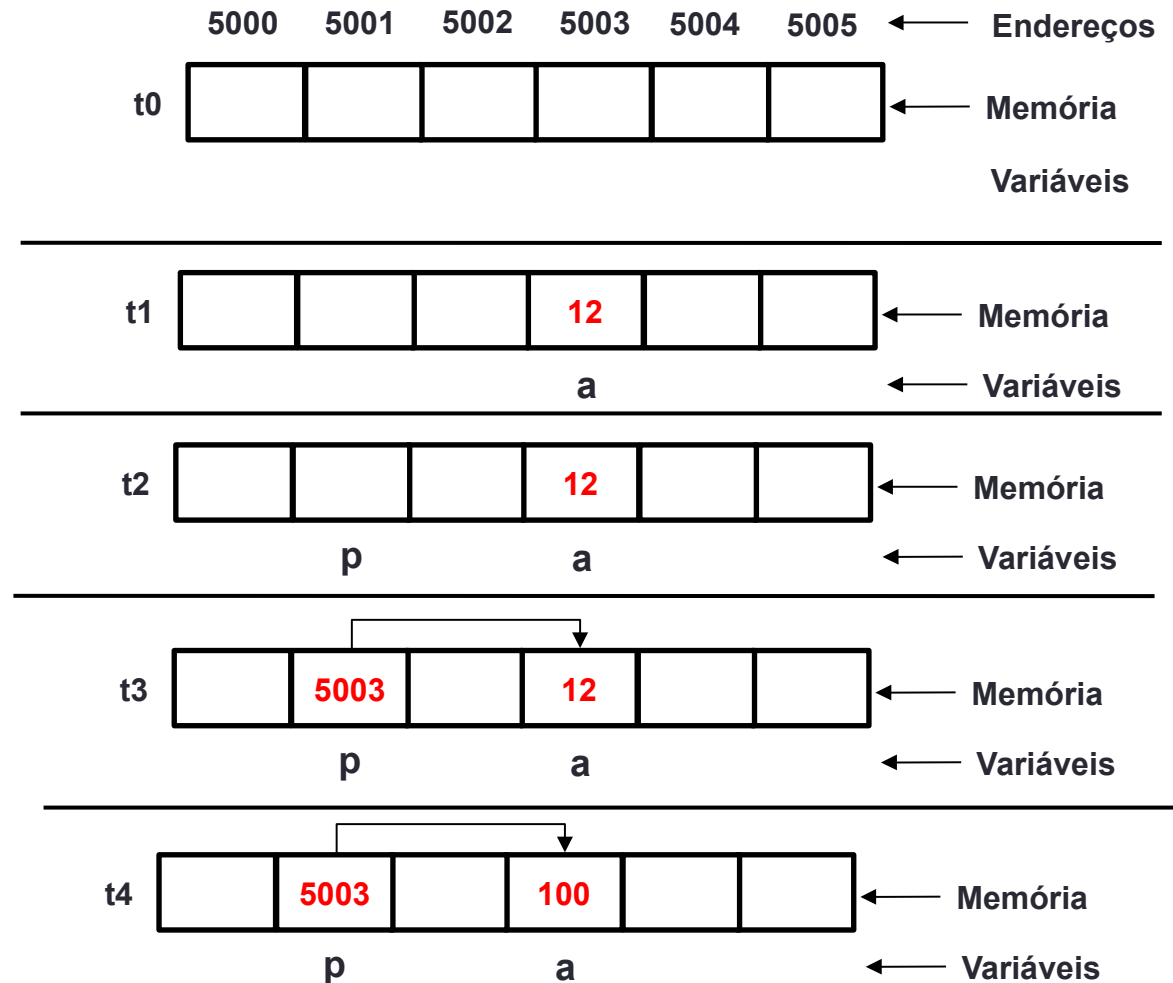 5000 5001 5002 5003 5004 5005 Endereços
t0 Memória
Variáveis
t1 12 Memória
a Variáveis
t2 12 Memória
p a Variáveis
t3 5003 12 Memória
p a Variáveis
t4 5003 100 Memória
p a Variáveis